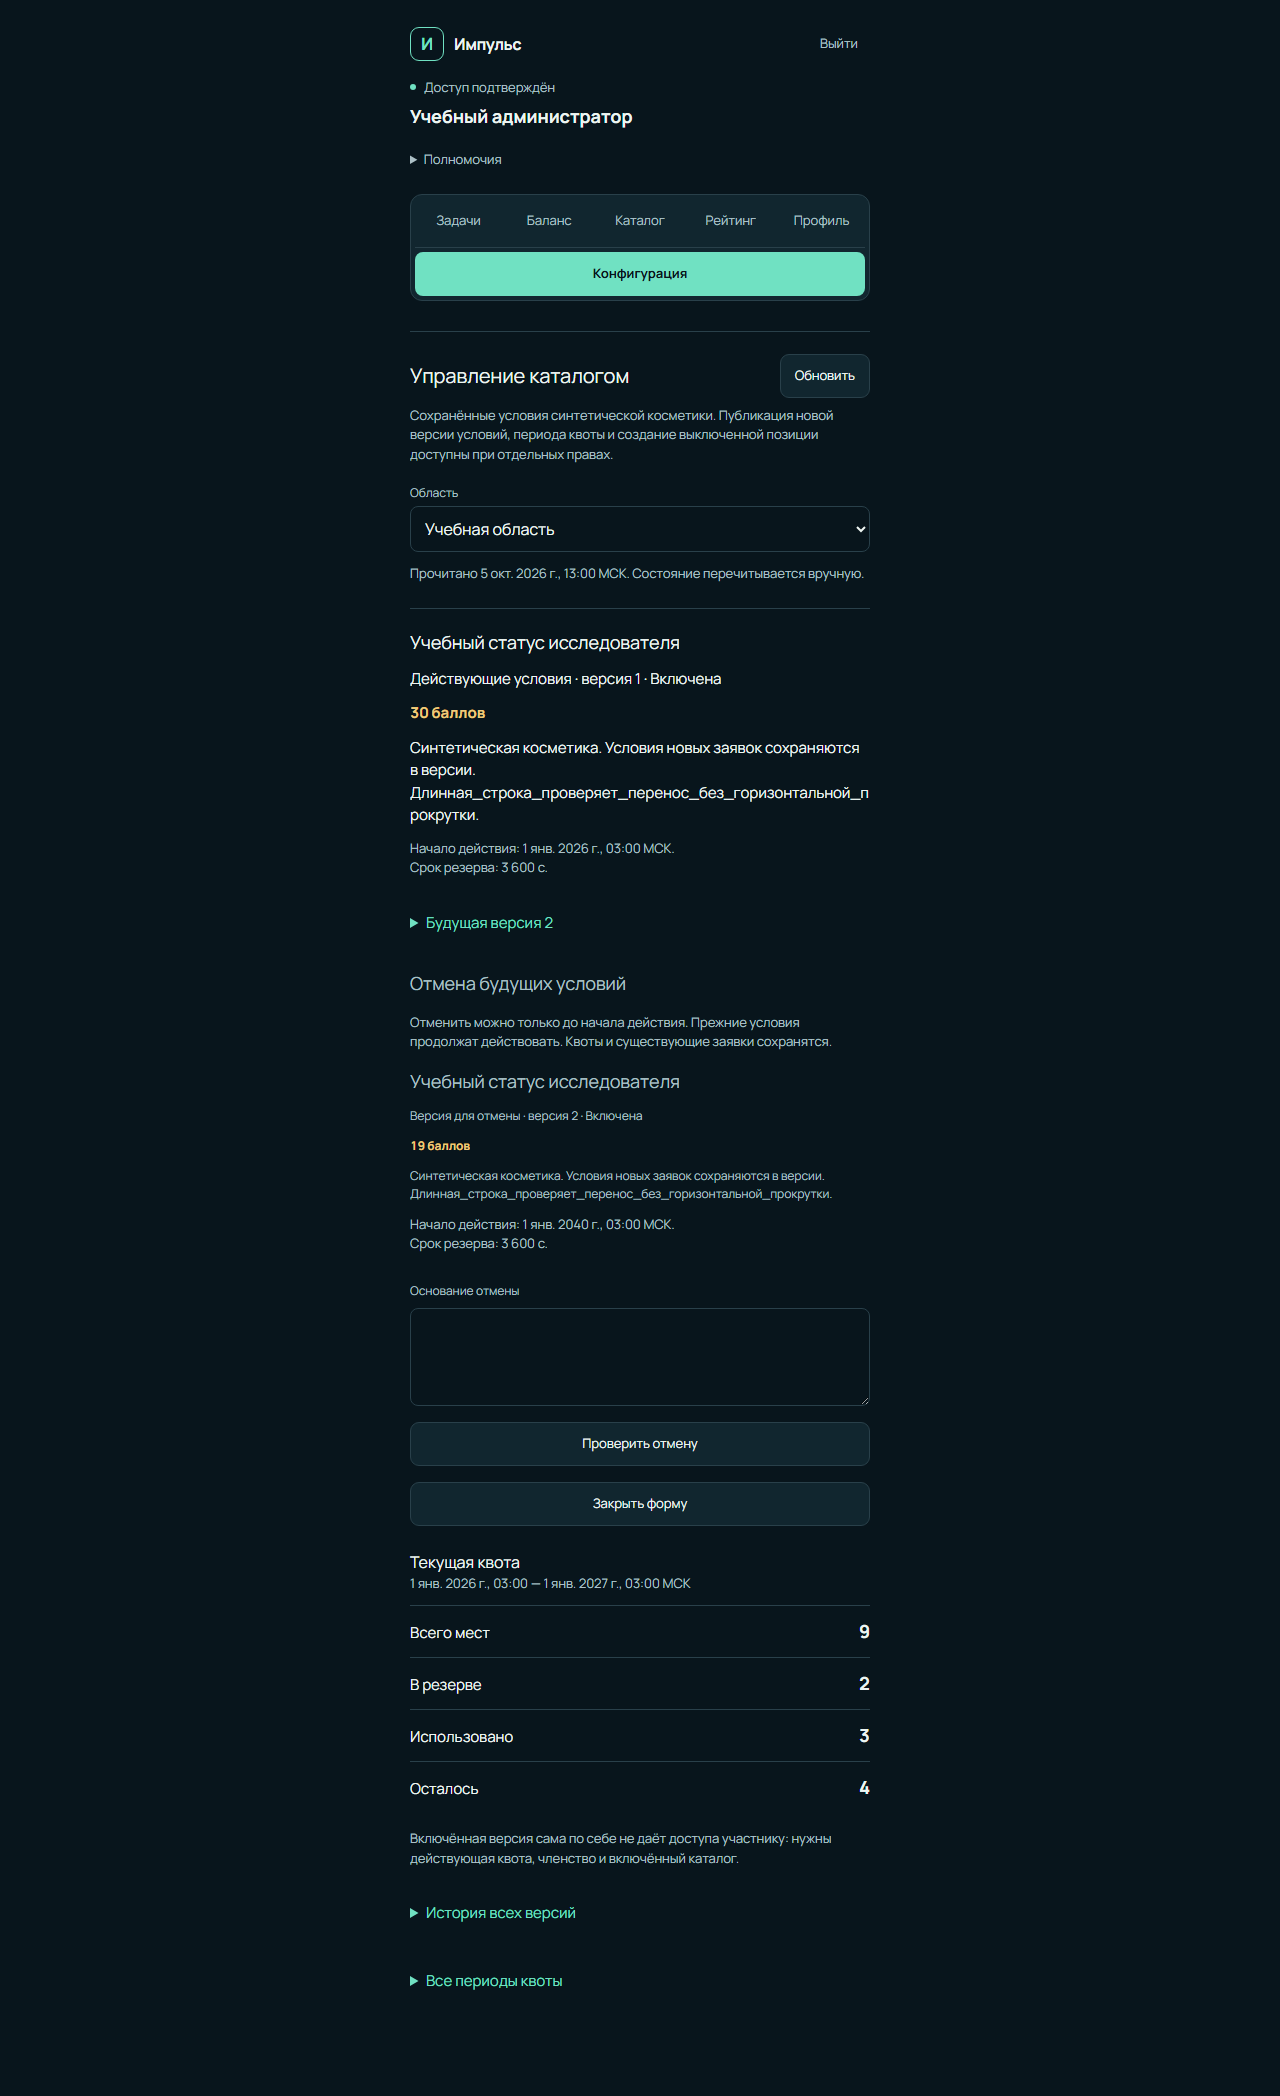 И Импульс
Выйти
Доступ подтверждён
Учебный администратор
Полномочия
Задачи Баланс Каталог Рейтинг Профиль
Конфигурация
Управление каталогом
Обновить
Сохранённые условия синтетической косметики. Публикация новой
версии условий, периода квоты и создание выключенной позиции
доступны при отдельных правах.
Область
Учебная область
Прочитано 5 окт. 2026 г., 13:00 МСК. Состояние перечитывается вручную.
Учебный статус исследователя
Действующие условия · версия 1 · Включена
30 баллов
Синтетическая косметика. Условия новых заявок сохраняются
в версии.
Длинная_строка_проверяет_перенос_без_горизонтальной_п
рокрутки.
Начало действия: 1 янв. 2026 г., 03:00 МСК.
Срок резерва: 3 600 с.
Будущая версия 2
Отмена будущих условий
Отменить можно только до начала действия. Прежние условия
продолжат действовать. Квоты и существующие заявки сохранятся.
Учебный статус исследователя
Версия для отмены · версия 2 · Включена
19 баллов
Синтетическая косметика. Условия новых заявок сохраняются в версии.
Длинная_строка_проверяет_перенос_без_горизонтальной_прокрутки.
Начало действия: 1 янв. 2040 г., 03:00 МСК.
Срок резерва: 3 600 с.
Основание отмены
Проверить отмену
Закрыть форму
Текущая квота
1 янв. 2026 г., 03:00 — 1 янв. 2027 г., 03:00 МСК
Всего мест 9
В резерве 2
Использовано 3
Осталось 4
Включённая версия сама по себе не даёт доступа участнику: нужны
действующая квота, членство и включённый каталог.
История всех версий
Все периоды квоты